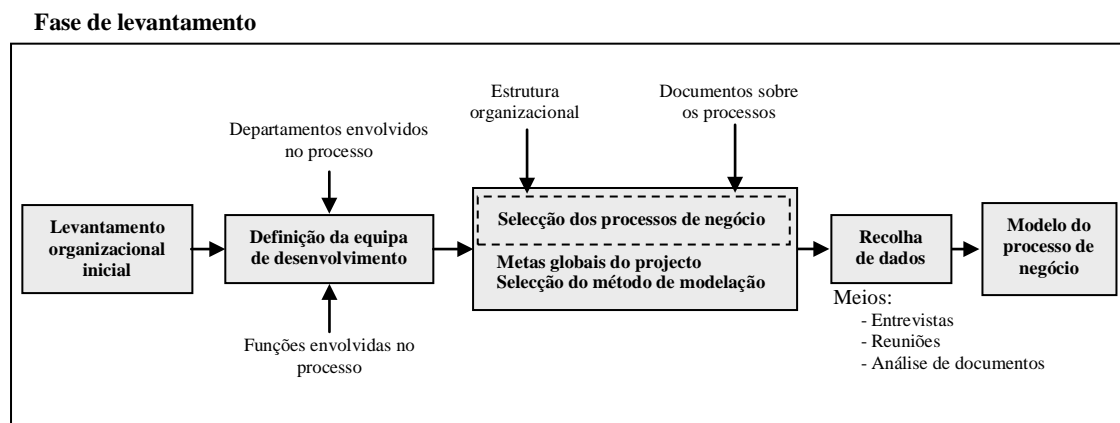 Fase de levantamento
Estrutura
organizacional
Documentos sobre
os processos
Departamentos envolvidos
no processo
Levantamento
organizacional
inicial
Definição da equipa
de desenvolvimento
Selecção dos processos de negócio
Metas globais do projecto
Selecção do método de modelação
Recolha
de dados
Modelo do
processo de
negócio
Funções envolvidas no
processo
Meios:
- Entrevistas
- Reuniões
- Análise de documentos